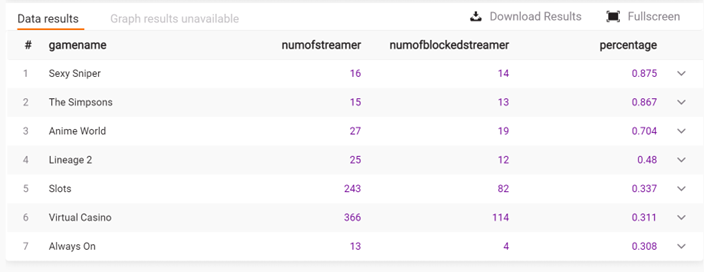 Data results Graph results unavailable Download Results Fullscreen
# gamename numofstreamer numofblockedstreamer percentage
1 Sexy Sniper 16 14 0.875
2 The Simpsons 15 13 0.867
3 Anime World 27 19 0.704
4 Lineage 2 25 12 0.48
5 Slots 243 82 0.337
6 Virtual Casino 366 114 0.311
7 Always On 13 4 0.308